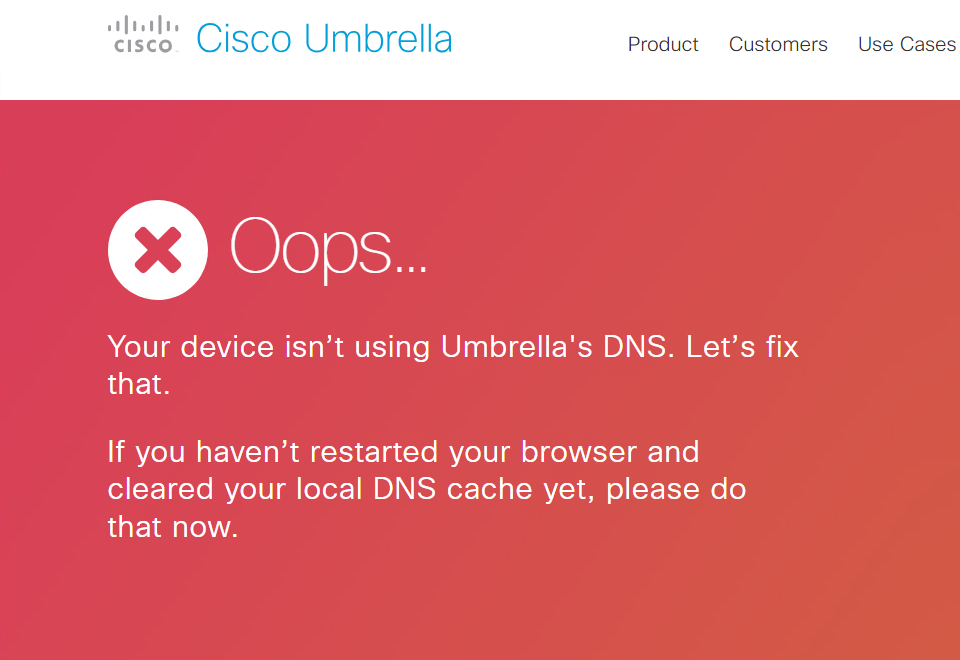 CISCO Cisco Umbrella
Product Customers Use Cases
Oops...
Your device isn’t using Umbrella's DNS. Let’s fix
that.
If you haven’t restarted your browser and
cleared your local DNS cache yet, please do
that now.